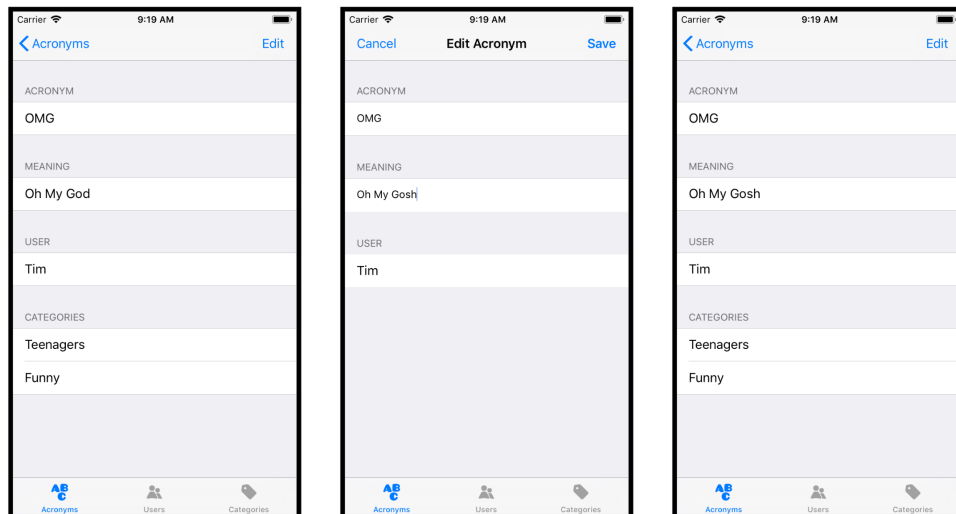 Carrier 9:19 AM
Acronyms Edit
ACRONYM
OMG
MEANING
Oh My God
USER
Tim
CATEGORIES
Teenagers
Funny
ABC
Acronyms Users Categories
Carrier 9:19 AM
Cancel Edit Acronym Save
ACRONYM
OMG
MEANING
Oh My Gosh
USER
Tim
ABC
Acronyms Users Categories
Carrier 9:19 AM
Acronyms Edit
ACRONYM
OMG
MEANING
Oh My Gosh
USER
Tim
CATEGORIES
Teenagers
Funny
ABC
Acronyms Users Categories